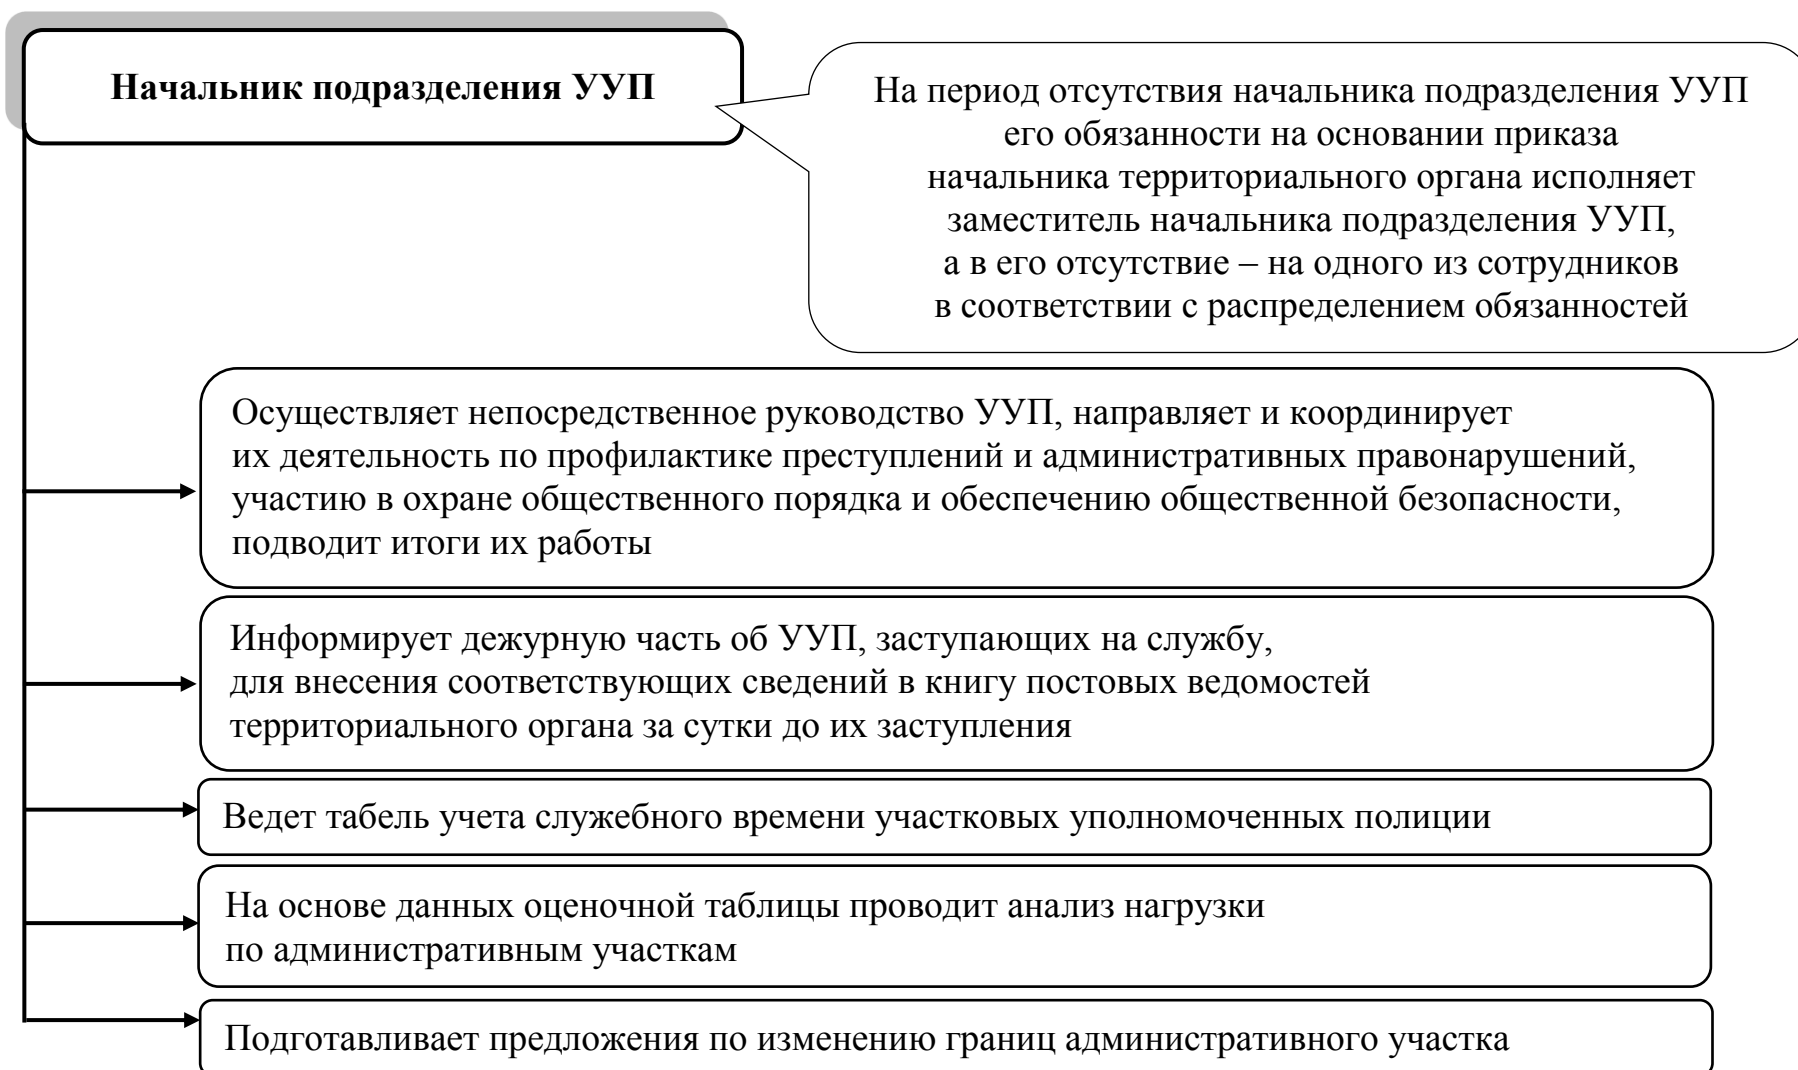 Начальник подразделения УУП
На период отсутствия начальника подразделения УУП
его обязанности на основании приказа
начальника территориального органа исполняет
заместитель начальника подразделения УУП,
а в его отсутствие – на одного из сотрудников
в соответствии с распределением обязанностей
Осуществляет непосредственное руководство УУП, направляет и координирует
их деятельность по профилактике преступлений и административных правонарушений,
участию в охране общественного порядка и обеспечению общественной безопасности,
подводит итоги их работы
Информирует дежурную часть об УУП, заступающих на службу,
для внесения соответствующих сведений в книгу постовых ведомостей
территориального органа за сутки до их заступления
Ведет табель учета служебного времени участковых уполномоченных полиции
На основе данных оценочной таблицы проводит анализ нагрузки
по административным участкам
Подготавливает предложения по изменению границ административного участка